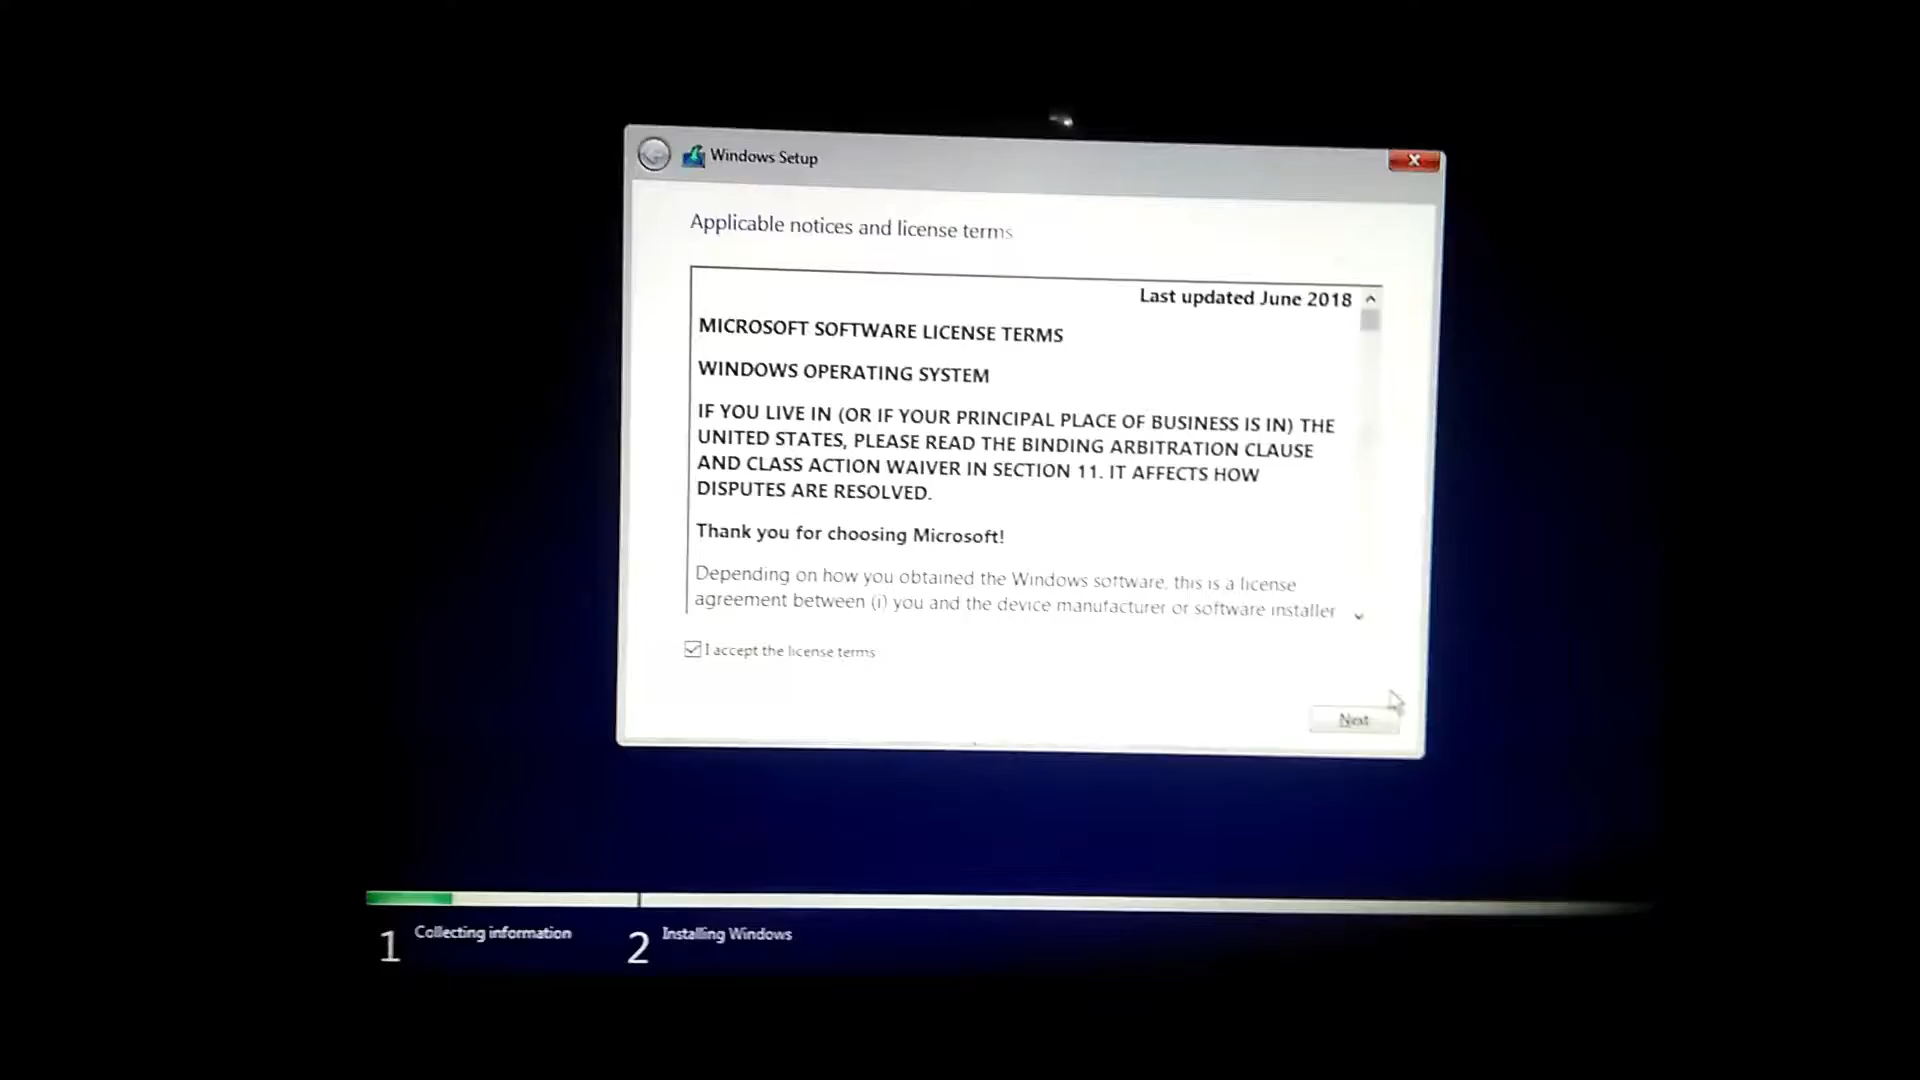 Windows Setup
Applicable notices and license terms
Last updated June 2018
MICROSOFT SOFTWARE LICENSE TERMS
WINDOWS OPERATING SYSTEM
IF YOU LIVE IN (OR IF YOUR PRINCIPAL PLACE OF BUSINESS IS IN) THE
UNITED STATES, PLEASE READ THE BINDING ARBITRATION CLAUSE
AND CLASS ACTION WAIVER IN SECTION 11. IT AFFECTS HOW
DISPUTES ARE RESOLVED.
Thank you for choosing Microsoft!
Depending on how you obtained the Windows software, this is a license
agreement between (i) you and the device manufacturer or software installer
I accept the license terms
Next
1 Collecting information
2 Installing Windows